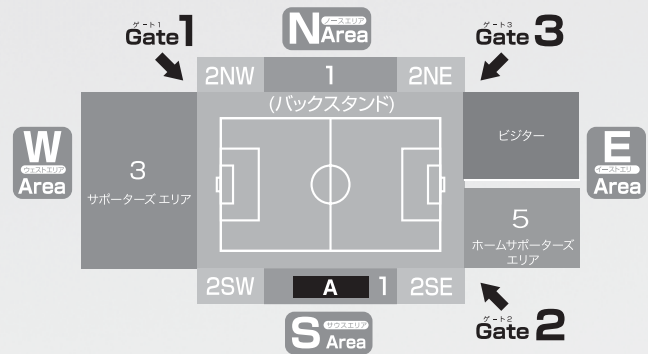 ゲート1
Gate 1
N ノースエリア
Area
ゲート3
Gate 3
2NW
1
2NE
(バックスタンド)
W
ウェストエリア
Area
3
サポーターズ エリア
ビジター
E
イーストエリア
Area
5
ホームサポーターズ
エリア
2SW
A
1
2SE
S サウスエリア
Area
ゲート2
Gate 2